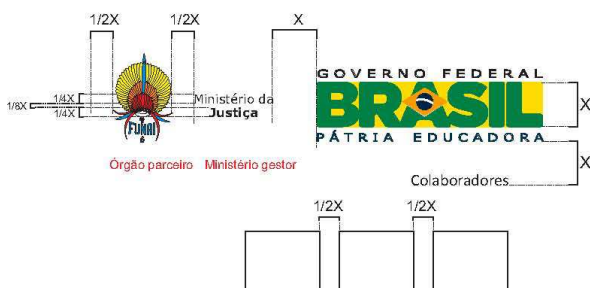 1/2X 1/2X X
GOVERNO FEDERAL
1/4X Ministério da
1/8X
1/4X Justiça
BRASIL X
FUNAI
PÁTRIA EDUCADORA
Órgão parceiro Ministério gestor
X
Colaboradores
1/2X 1/2X